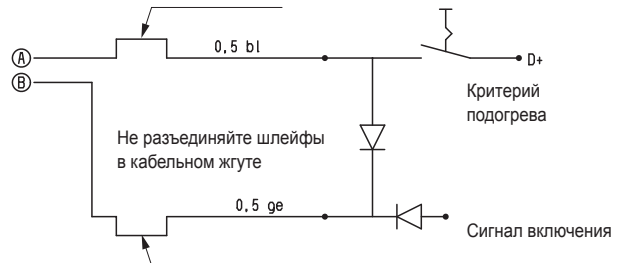 A
0,5 bl
D+
B
Критерий
подогрева
Не разъединяйте шлейфы
в кабельном жгуте
0,5 ge
Сигнал включения